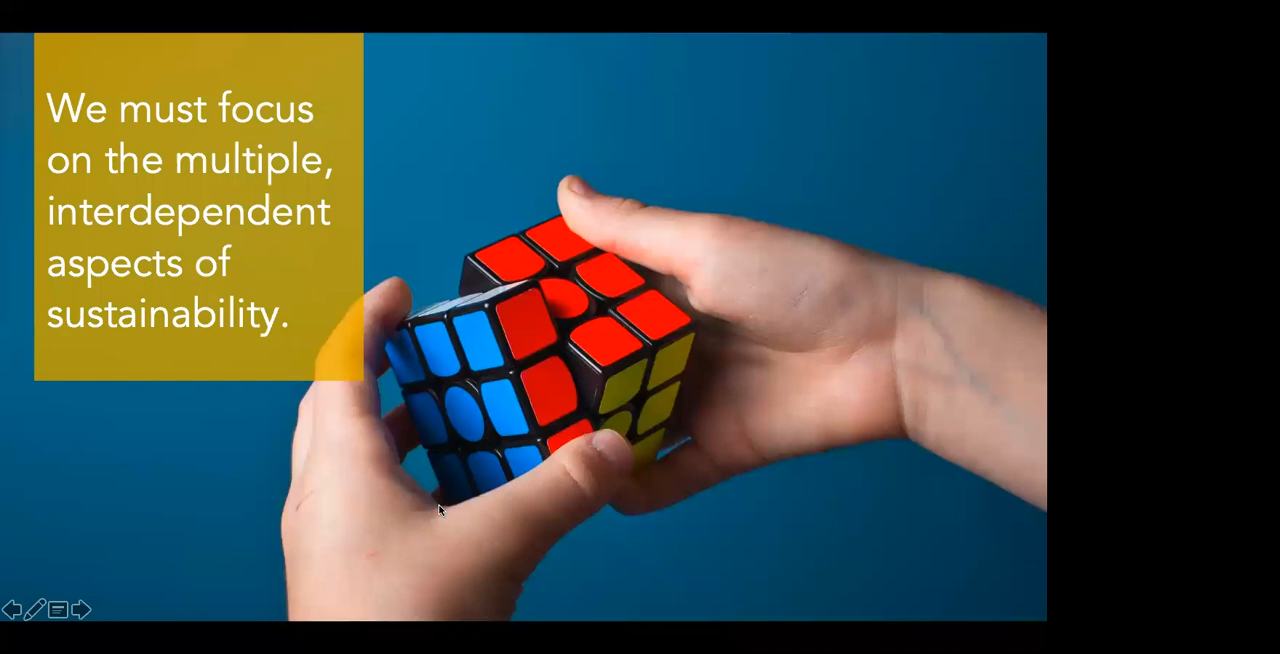 We must focus
on the multiple,
interdependent
aspects of
sustainability.